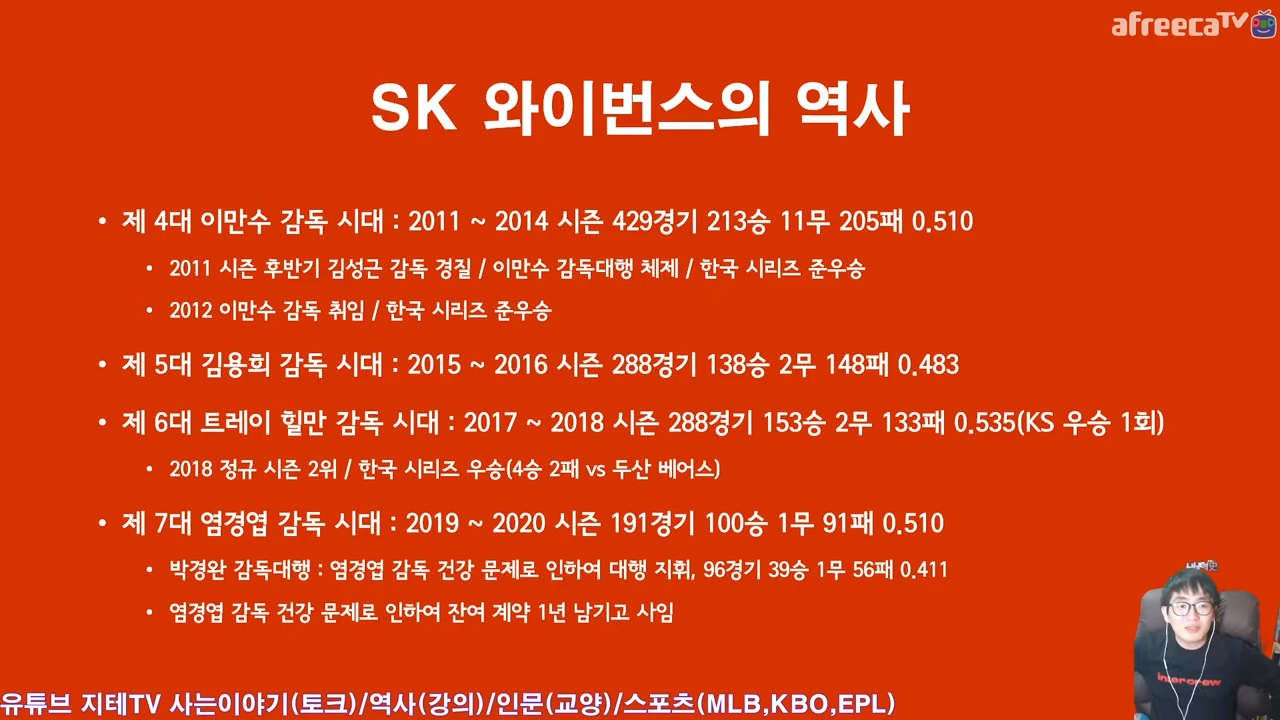 afreecaTV
SK 와이번스의 역사
• 제 4대 이만수 감독 시대 : 2011 ~ 2014 시즌 429경기 213승 11무 205패 0.510
• 2011 시즌 후반기 김성근 감독 경질 / 이만수 감독대행 체제 / 한국 시리즈 준우승
• 2012 이만수 감독 취임 / 한국 시리즈 준우승
• 제 5대 김용희 감독 시대 : 2015 ~ 2016 시즌 288경기 138승 2무 148패 0.483
• 제 6대 트레이 힐만 감독 시대 : 2017 ~ 2018 시즌 288경기 153승 2무 133패 0.535(KS 우승 1회)
• 2018 정규 시즌 2위 / 한국 시리즈 우승(4승 2패 vs 두산 베어스)
• 제 7대 염경엽 감독 시대 : 2019 ~ 2020 시즌 191경기 100승 1무 91패 0.510
• 박경완 감독대행 : 염경엽 감독 건강 문제로 인하여 대행 지휘, 96경기 39승 1무 56패 0.411
• 염경엽 감독 건강 문제로 인하여 잔여 계약 1년 남기고 사임
intercrew
유튜브 지테TV 사는이야기(토크)/역사(강의)/인문(교양)/스포츠(MLB,KBO,EPL)